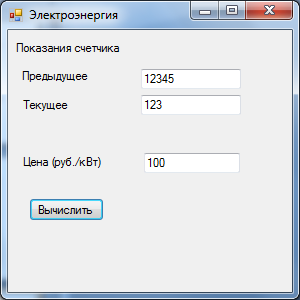 Электроэнергия
Показания счетчика
Предыдущее 12345
Текущее 123
Цена (руб./кВт) 100
Вычислить